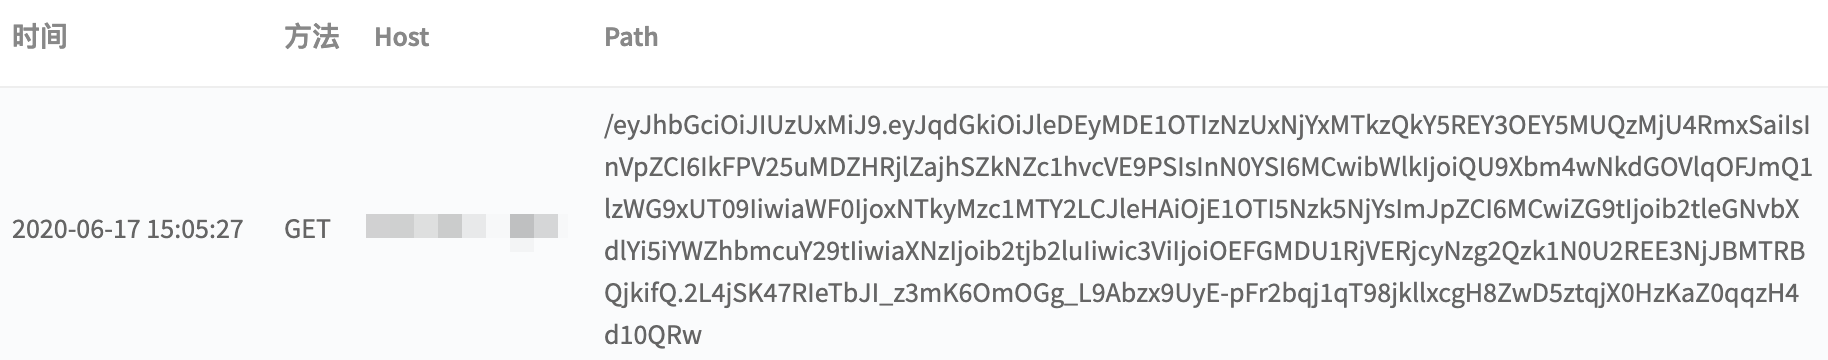 时间 方法 Host Path
/eyJhbGciOiJIUzUxMiJ9.eyJqdGkiOiJleDEyMDE1OTIzNzUxNjYxMTkzQkY5REY3OEY5MUQzMjU4RmxSaiIsI
nVpZCI6IkFPV25uMDZHRjlZajhSZkNZc1hvcVE9PSIsInN0YSI6MCwibWlkIjoiQU9Xbm4wNkdGOVlqOFJmQ1
lzWG9xUT09IiwiaWF0IjoxNTkyMzc1MTY2LCJleHAiOjE1OTI5Nzk5NjYsImJpZCI6MCwiZG9tIjoib2tleGNvbX
2020-06-17 15:05:27 GET
dlYi5iYWZhbmcuY29tIiwiaXNzIjoib2tjb2luIiwic3ViIjoiOEFGMDU1RjVERjcyNzg2Qzk1N0U2REE3NjJBMTRB
QjkifQ.2L4jSK47RIeTbJI_z3mK6OmOGg_L9Abzx9UyE-pFr2bqj1qT98jkllxcgH8ZwD5ztqjX0HzKaZ0qqzH4
d10QRw